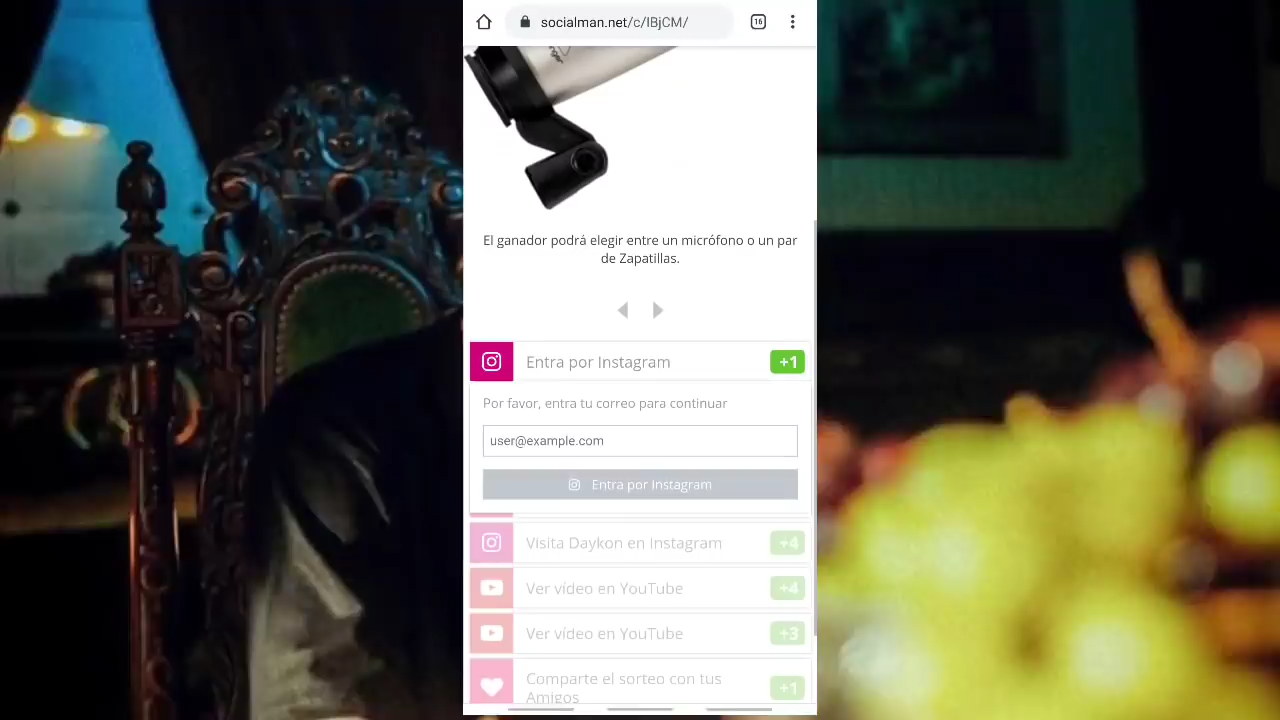 socialman.net/c/IBjCM/
16
El ganador podrá elegir entre un micrófono o un par
de Zapatillas.
Entra por Instagram
+1
Por favor, entra tu correo para continuar
user@example.com
Entra por Instagram
Visita Daykon en Instagram
+4
Ver vídeo en YouTube
+4
Ver vídeo en YouTube
+3
Comparte el sorteo con tus
Amigos
+1